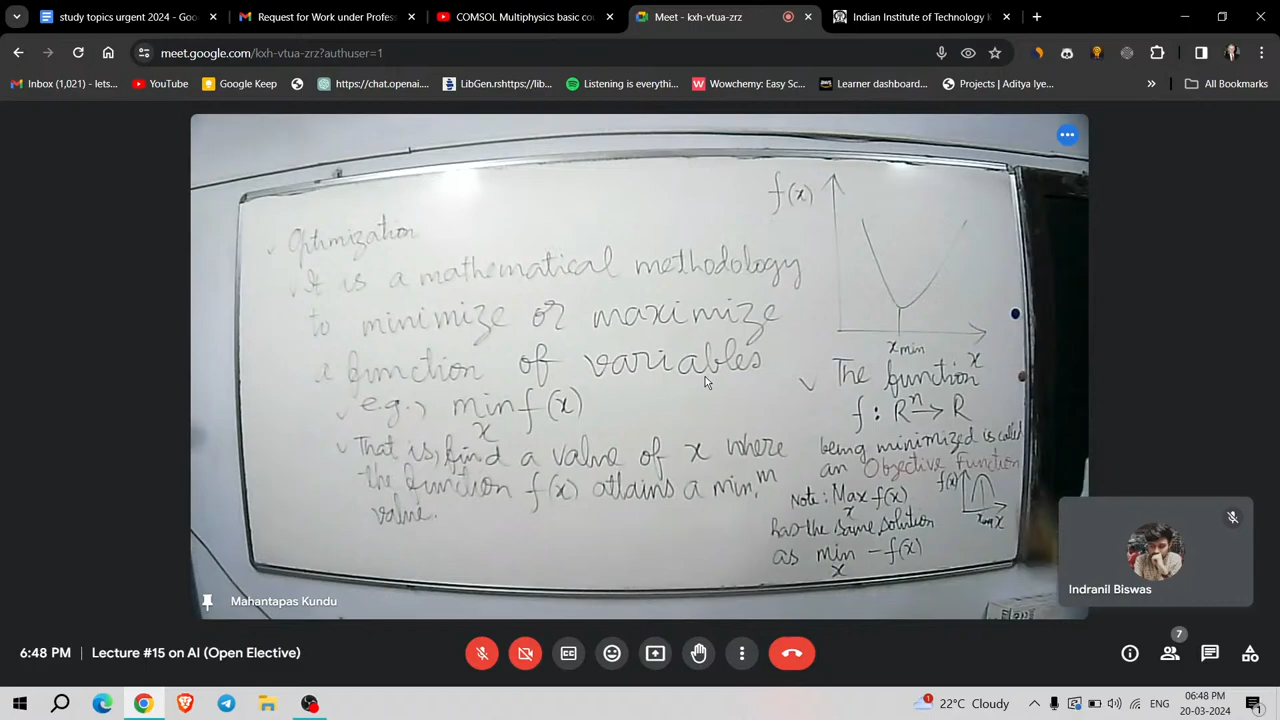 study topics urgent 2024 - Goo
Request for Work under Profess
COMSOL Multiphysics basic cou
Meet - kxh-vtua-zrz
Indian Institute of Technology K
meet.google.com/kxh-vtua-zrz?authuser=1
Inbox (1,021) - lets...
YouTube
Google Keep
https://chat.openai....
LibGen.rshttps://lib...
Listening is everythi...
Wowchemy: Easy Sc...
Learner dashboard...
Projects | Aditya Iye...
»
All Bookmarks
Optimization
It is a mathematical methodology
to minimize or maximize
a function of variables
e.g., min f(x)
x
That is, find a value of x where
the function f(x) attains a min.m
value.
f(x)
x min
x
The function
f : Rn → R
being minimized is called
an Objective Function
Note: Max f(x)
x
has the same solution
as min - f(x)
x
f(x)
x
Mahantapas Kundu
Indranil Biswas
6:48 PM | Lecture #15 on AI (Open Elective)
7
1
22°C Cloudy
ENG
06:48 PM
20-03-2024
1